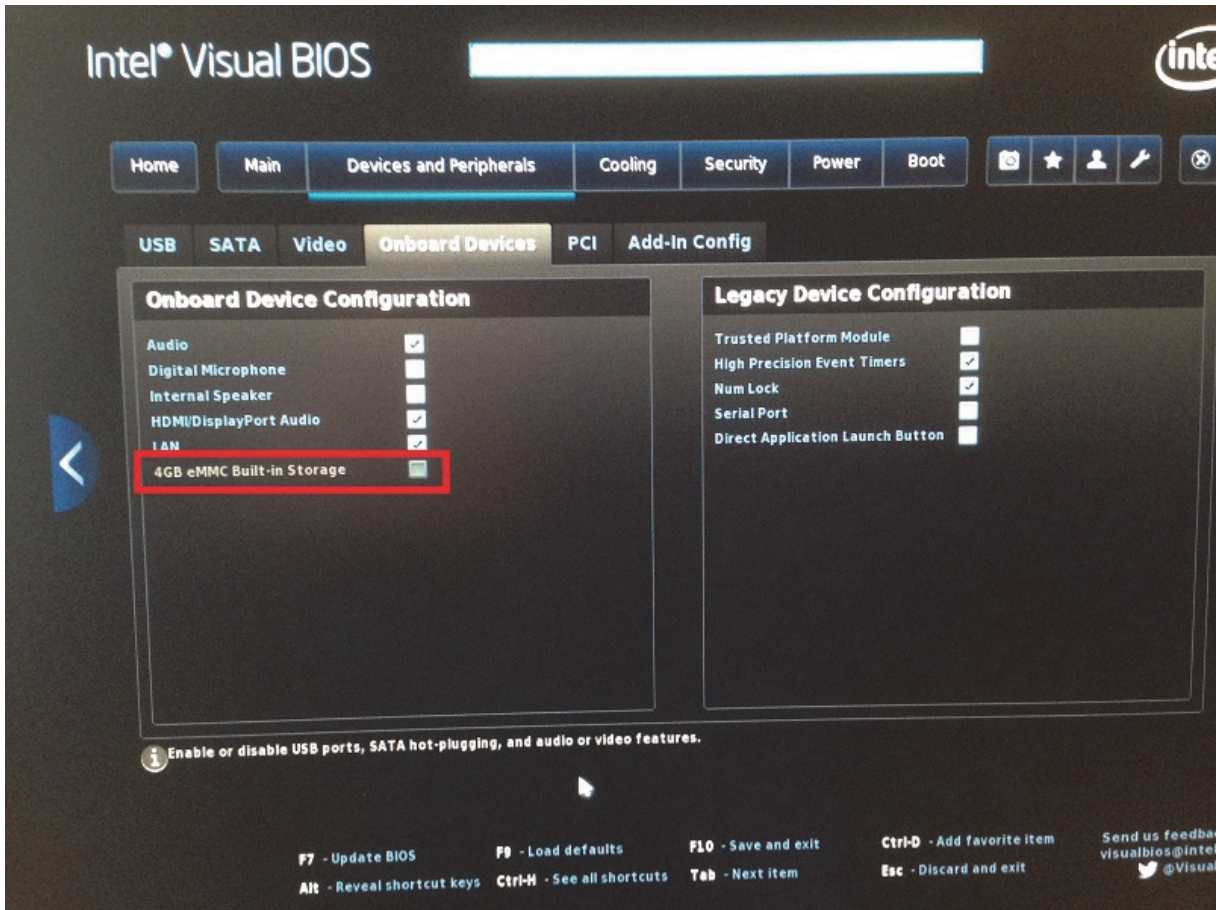 Intel® Visual BIOS
Home Main Devices and Peripherals Cooling Security Power Boot
USB SATA Video Onboard Devices PCI Add-In Config
Onboard Device Configuration
Audio
Digital Microphone
Internal Speaker
HDMI/DisplayPort Audio
LAN
4GB eMMC Built-in Storage
Legacy Device Configuration
Trusted Platform Module
High Precision Event Timers
Num Lock
Serial Port
Direct Application Launch Button
Enable or disable USB ports, SATA hot-plugging, and audio or video features.
F7 - Update BIOS F9 - Load defaults F10 - Save and exit Ctrl-D - Add favorite item
Alt - Reveal shortcut keys Ctrl-H - See all shortcuts Tab - Next item Esc - Discard and exit
Send us